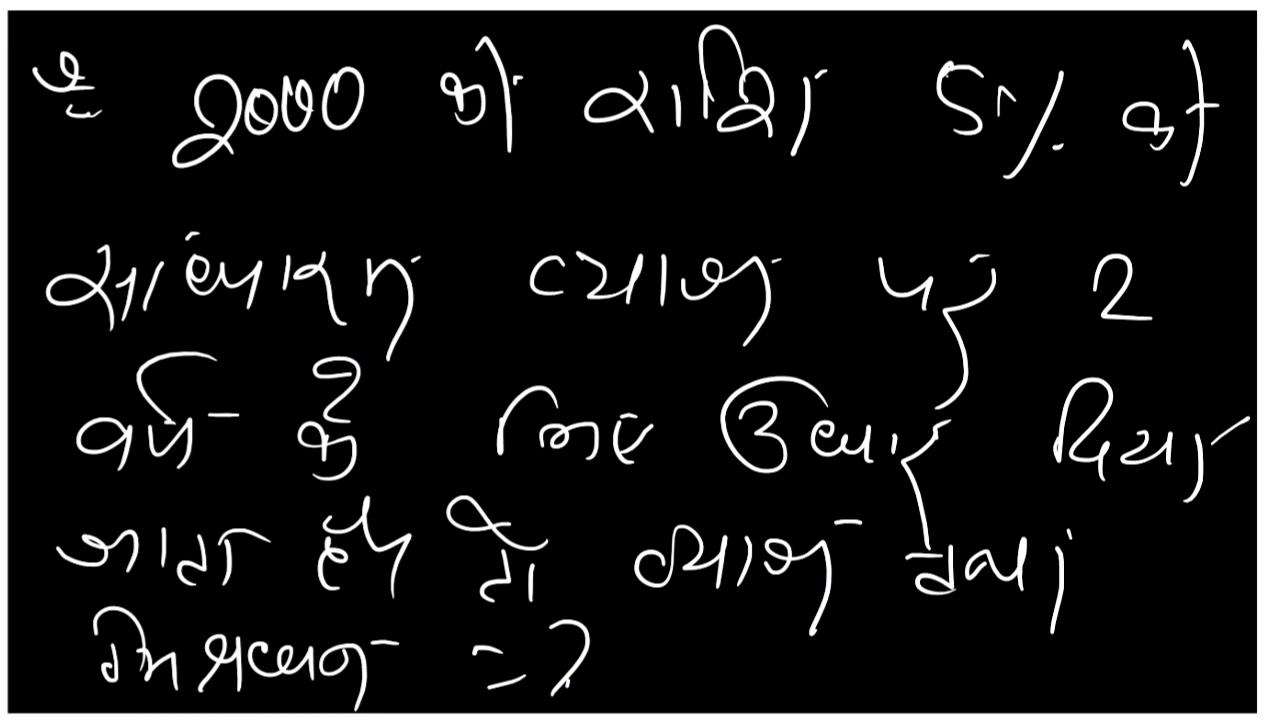 रु 2000 की राशि 5% की
साधारण ब्याज पर 2
वर्ष के लिए उधार दिया
जाता है तो ब्याज तथा
मिश्रधन = ?